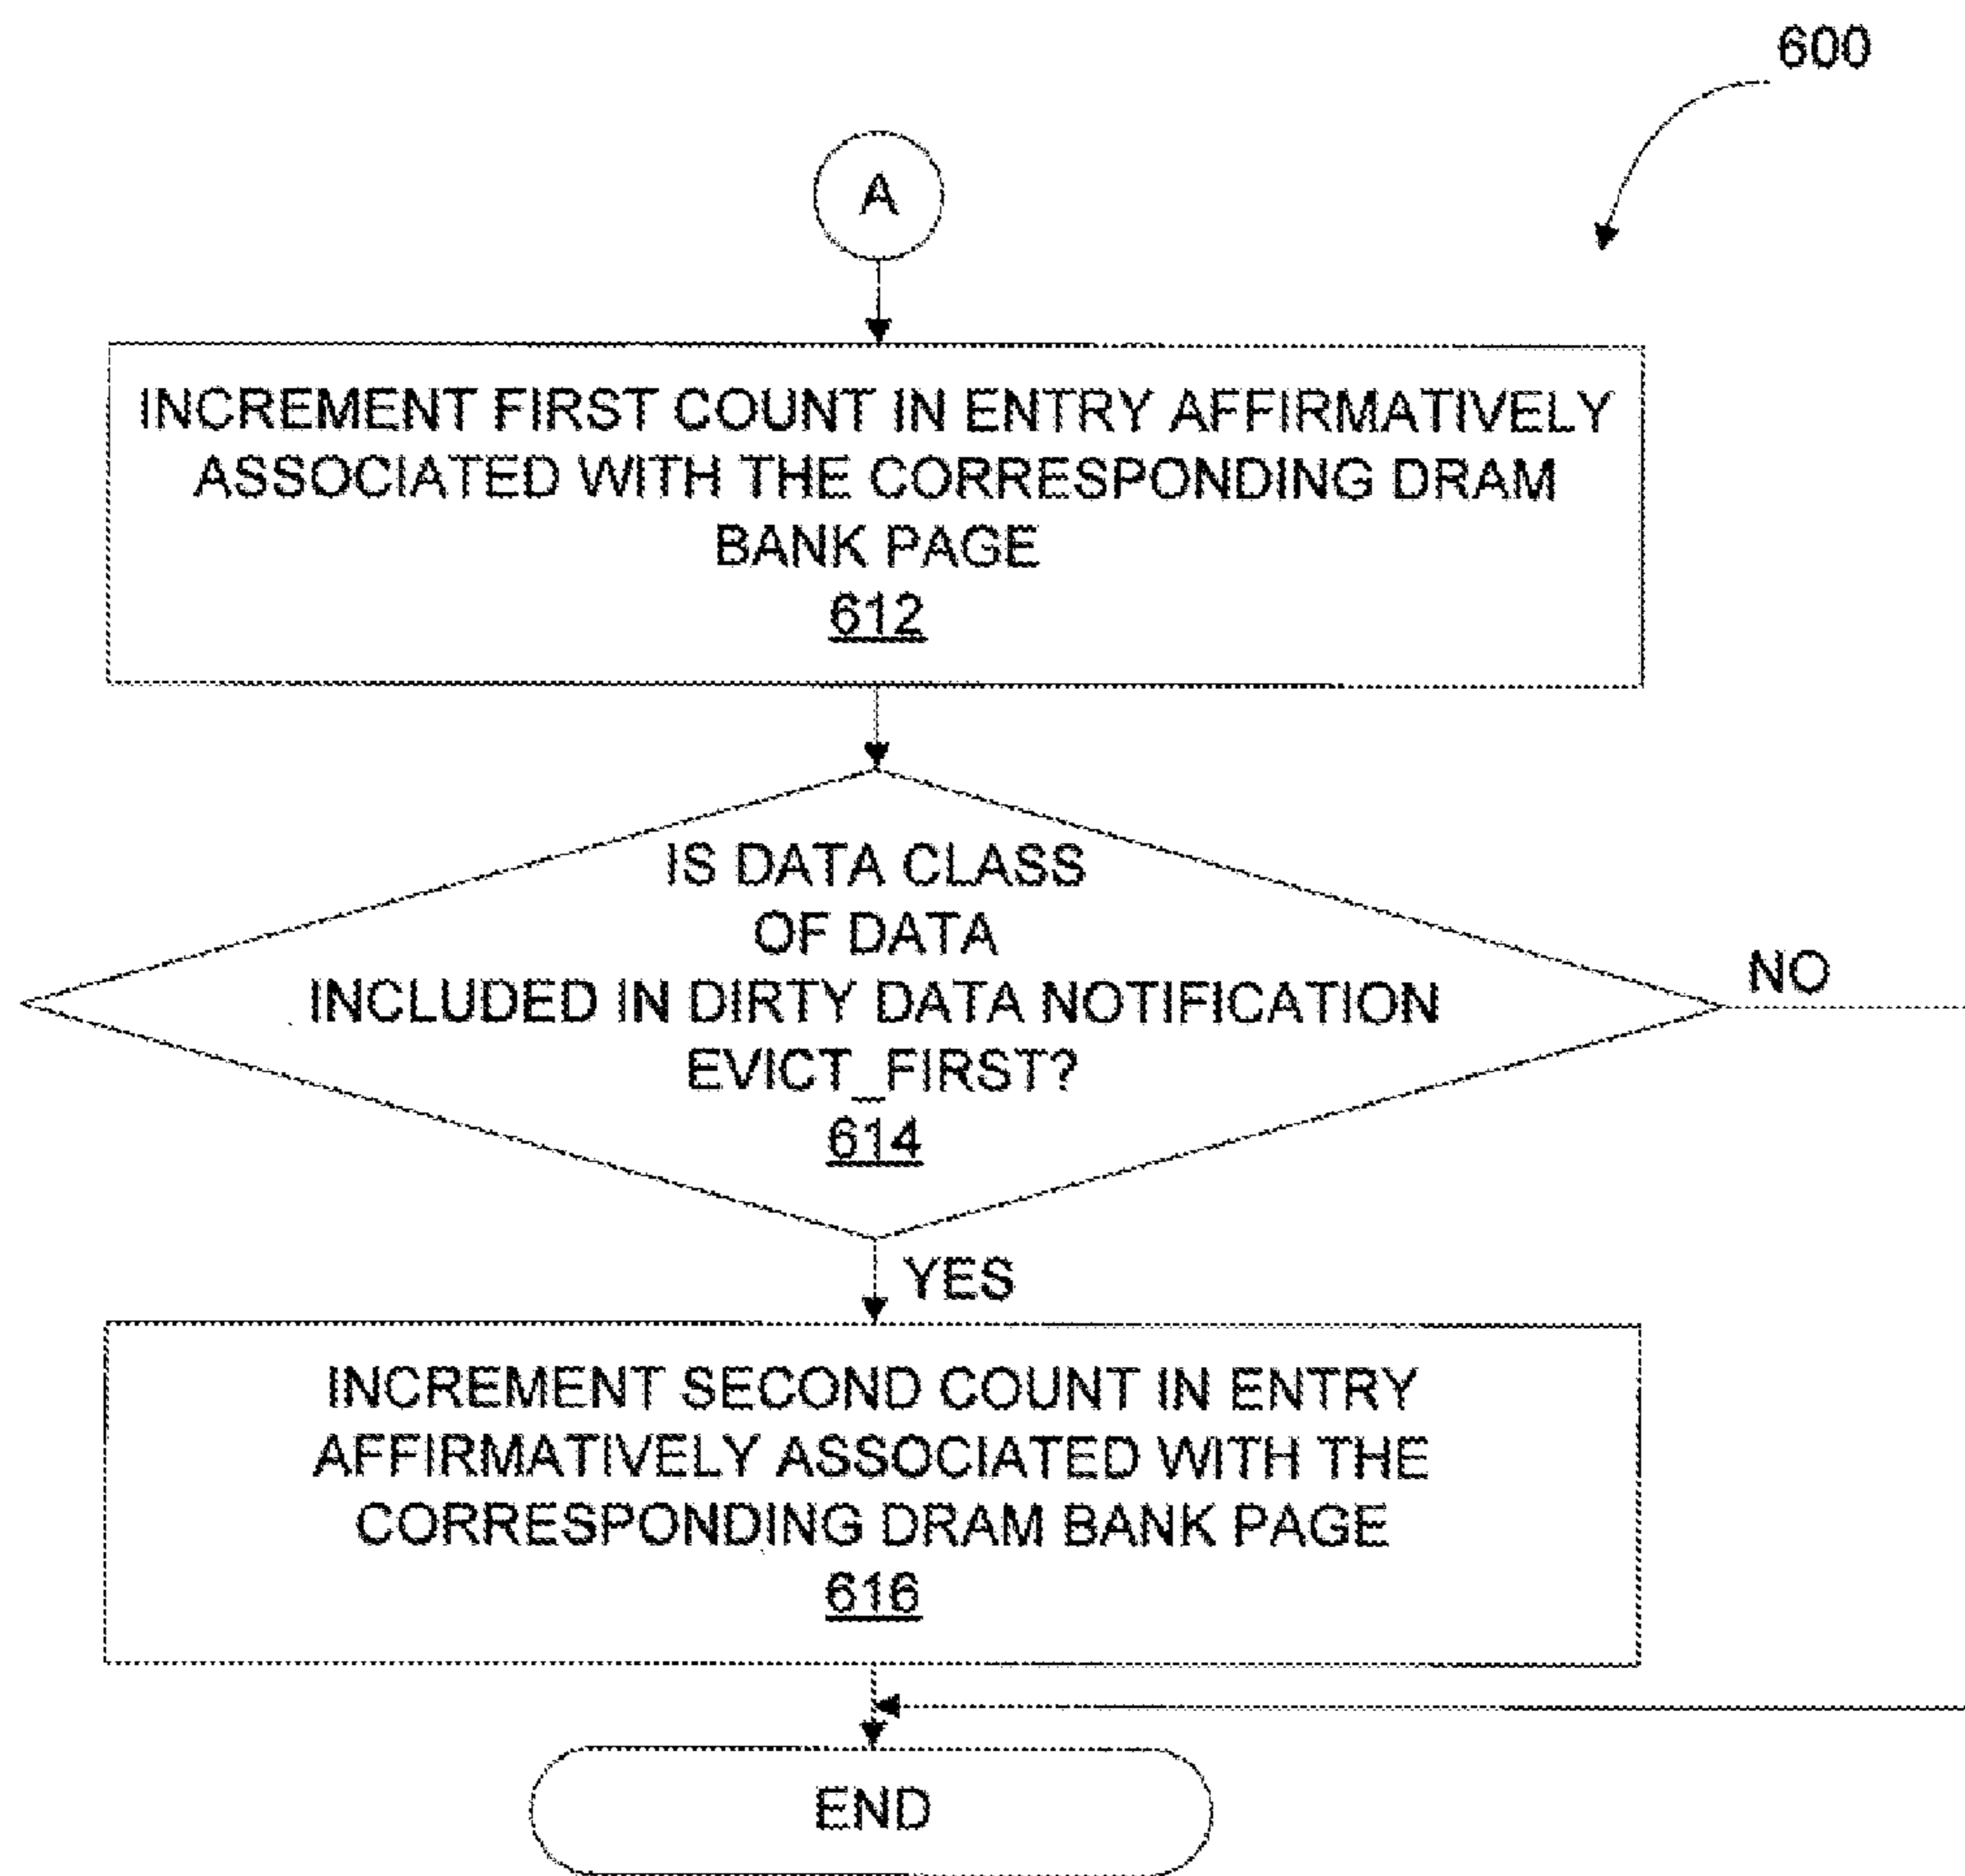 600
A
INCREMENT FIRST COUNT IN ENTRY AFFIRMATIVELY
ASSOCIATED WITH THE CORRESPONDING DRAM
BANK PAGE
612
IS DATA CLASS
OF DATA
INCLUDED IN DIRTY DATA NOTIFICATION
EVICT_FIRST?
614
NO
YES
INCREMENT SECOND COUNT IN ENTRY
AFFIRMATIVELY ASSOCIATED WITH THE
CORRESPONDING DRAM BANK PAGE
616
END